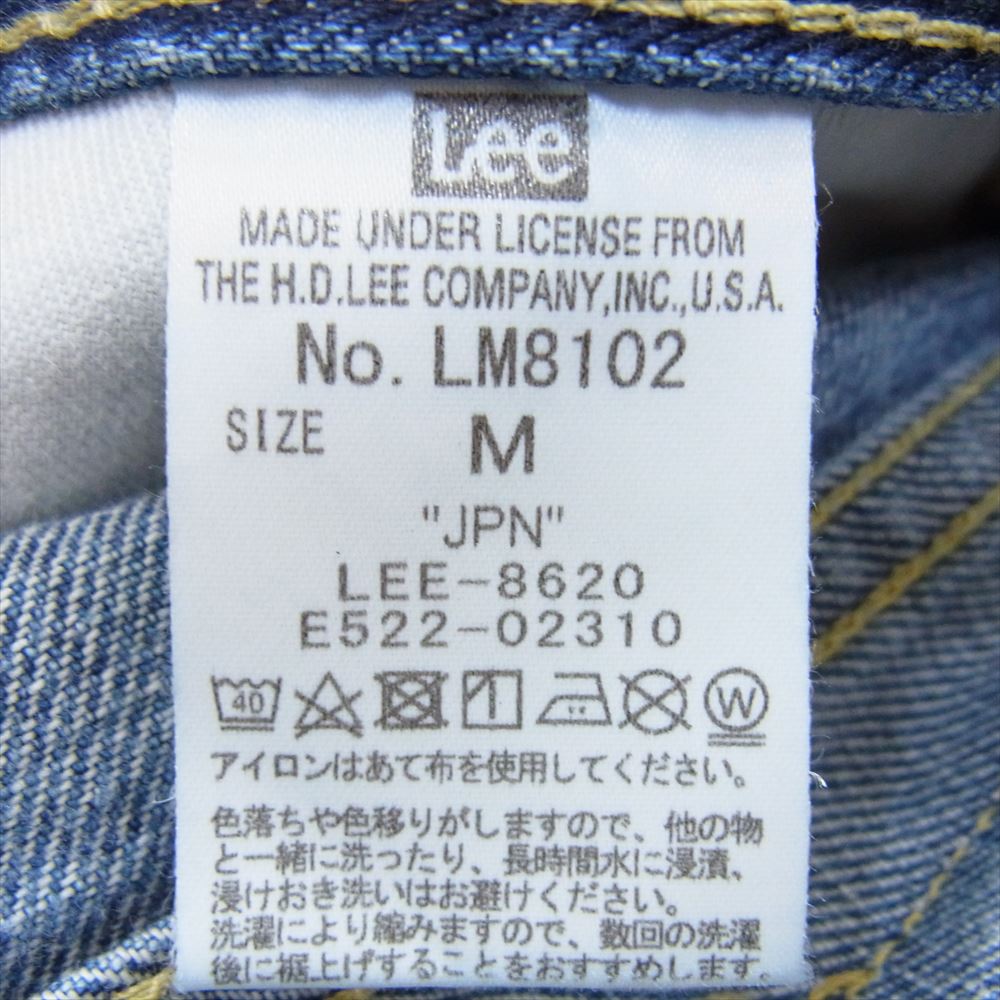 Lee
MADE UNDER LICENSE FROM
THE H.D.LEE COMPANY,INC.,U.S.A.
No. LM8102
SIZE M
"JPN"
LEE-8620
E522-02310
40 W
アイロンはあて布を使用してください。
色落ちや色移りがしますので、他の物
と一緒に洗ったり、長時間水に浸漬、
浸けおき洗いはお避けください。
洗濯により縮みますので、数回の洗濯
後に裾上げすることをおすすめします。